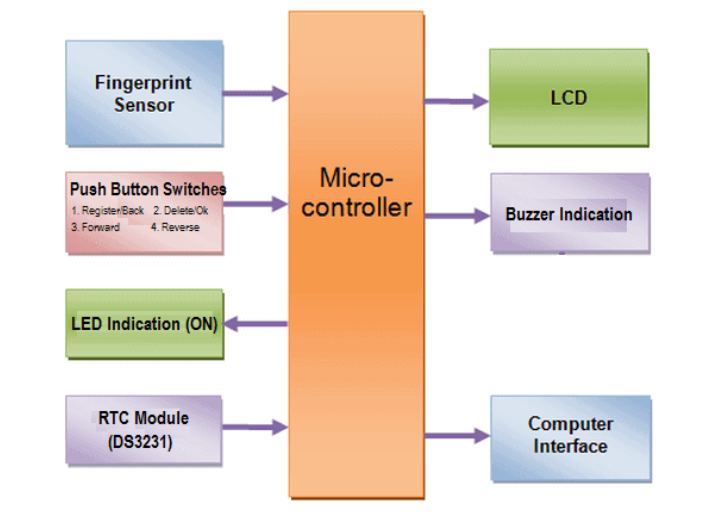 Fingerprint
Sensor
Push Button Switches
1. Register/Back 2. Delete/Ok
3. Forward 4. Reverse
LED Indication (ON)
RTC Module
(DS3231)
Micro-
controller
LCD
Buzzer Indication
Computer
Interface